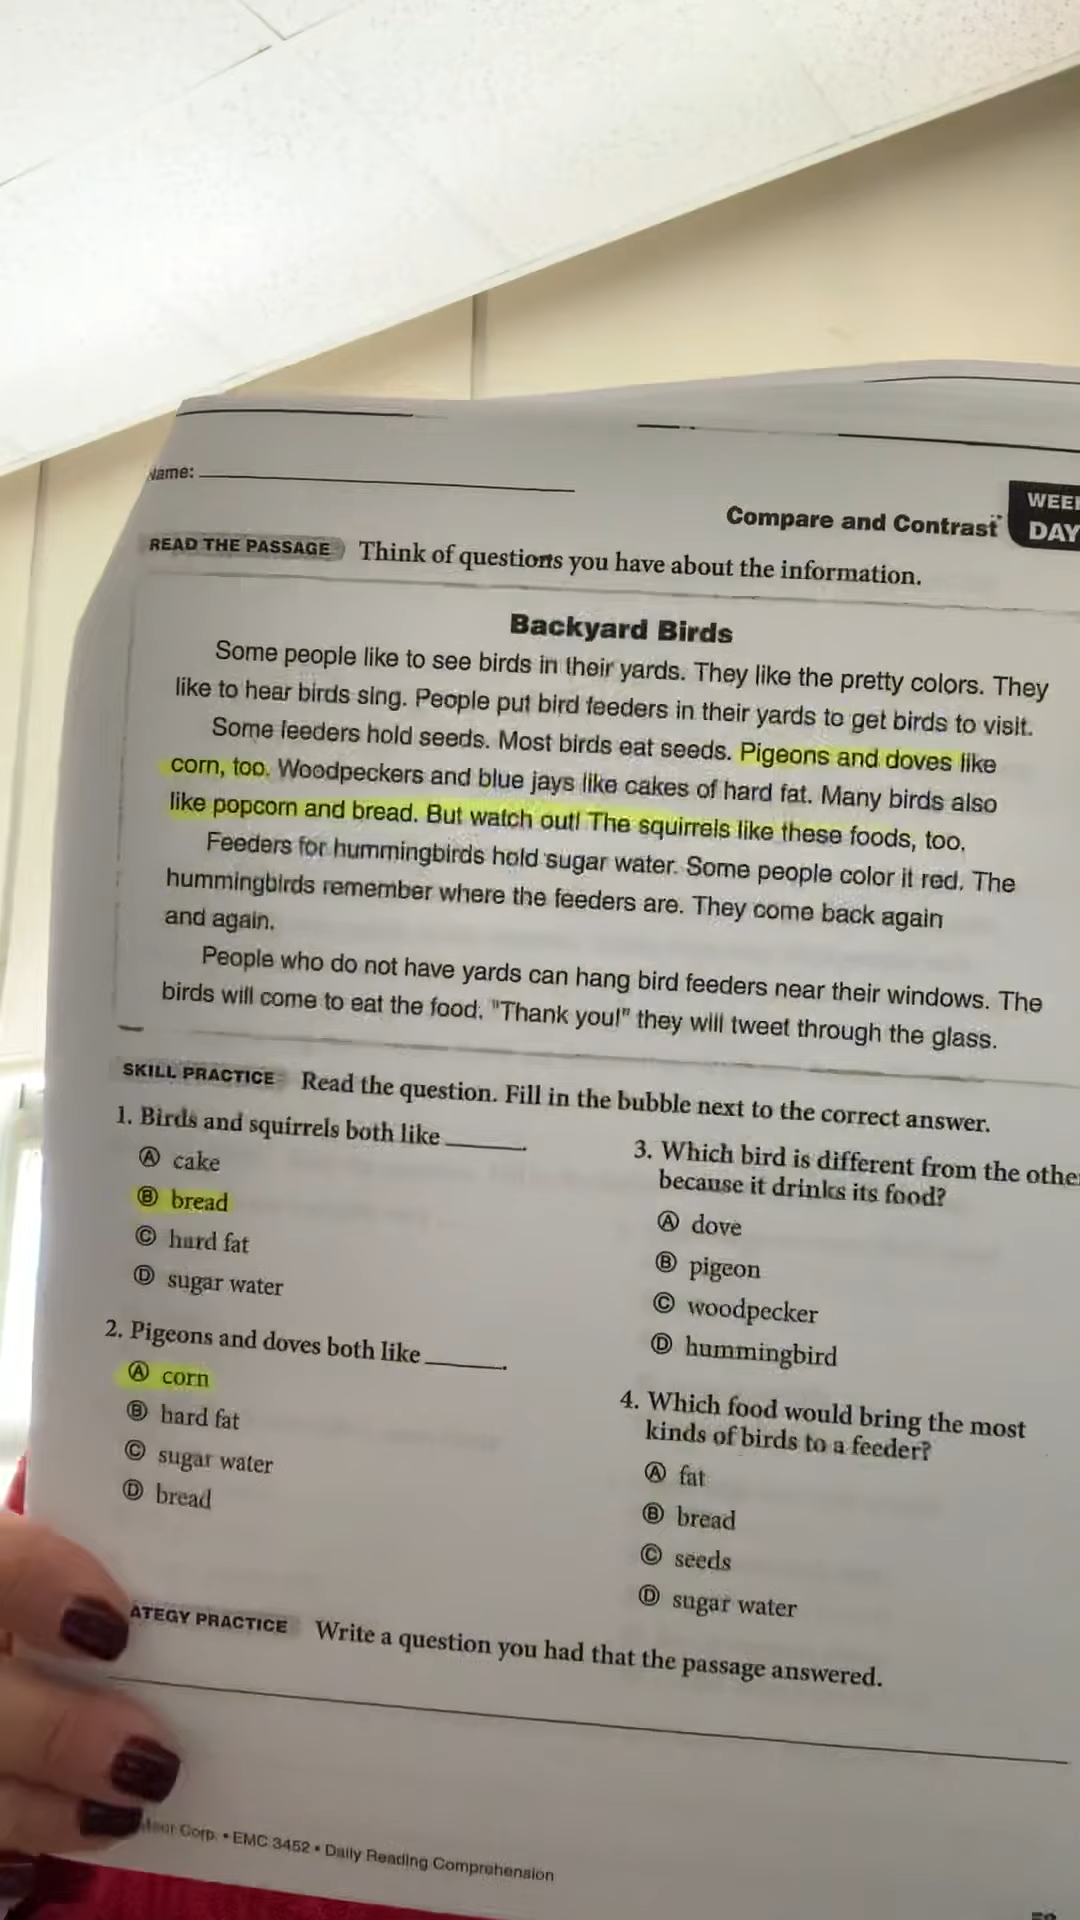 Name:
Compare and Contrast
DAY
READ THE PASSAGE Think of questions you have about the information.
Backyard Birds
Some people like to see birds in their yards. They like the pretty colors. They
like to hear birds sing. People put bird feeders in their yards to get birds to visit.
Some feeders hold seeds. Most birds eat seeds. Pigeons and doves like
corn, too. Woodpeckers and blue jays like cakes of hard fat. Many birds also
like popcorn and bread. But watch out! The squirrels like these foods, too.
Feeders for hummingbirds hold sugar water. Some people color it red. The
hummingbirds remember where the feeders are. They come back again
and again.
People who do not have yards can hang bird feeders near their windows. The
birds will come to eat the food. "Thank you!" they will tweet through the glass.
SKILL PRACTICE Read the question. Fill in the bubble next to the correct answer.
1. Birds and squirrels both like ______.
Ⓐ cake
Ⓑ bread
Ⓒ hard fat
Ⓓ sugar water
2. Pigeons and doves both like ______.
Ⓐ corn
Ⓑ hard fat
Ⓒ sugar water
Ⓓ bread
3. Which bird is different from the
because it drinks its food?
Ⓐ dove
Ⓑ pigeon
Ⓒ woodpecker
Ⓓ hummingbird
4. Which food would bring the most
kinds of birds to a feeder?
Ⓐ fat
Ⓑ bread
Ⓒ seeds
Ⓓ sugar water
PRACTICE Write a question you had that the passage answered.
Corp. • EMC 3452 • Daily Reading Comprehension